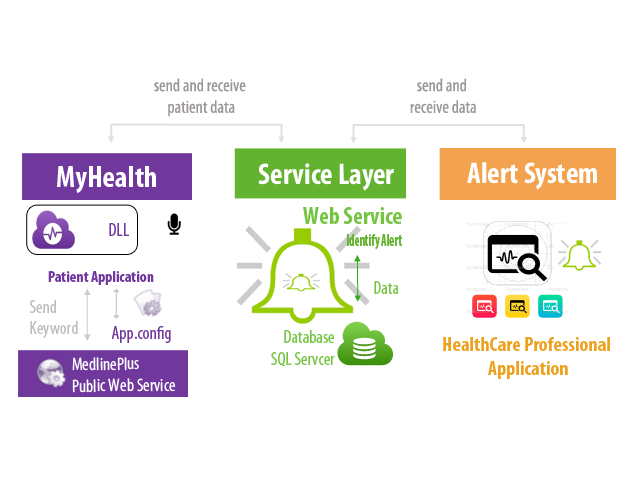 send and receive
patient data
send and
receive data
MyHealth
Service Layer
Alert System
DLL
Web Service
Identify Alert
Patient Application
Data
Send
Keyword
App.config
Database
SQL Servcer
HealthCare Professional
Application
MedlinePlus
Public Web Service